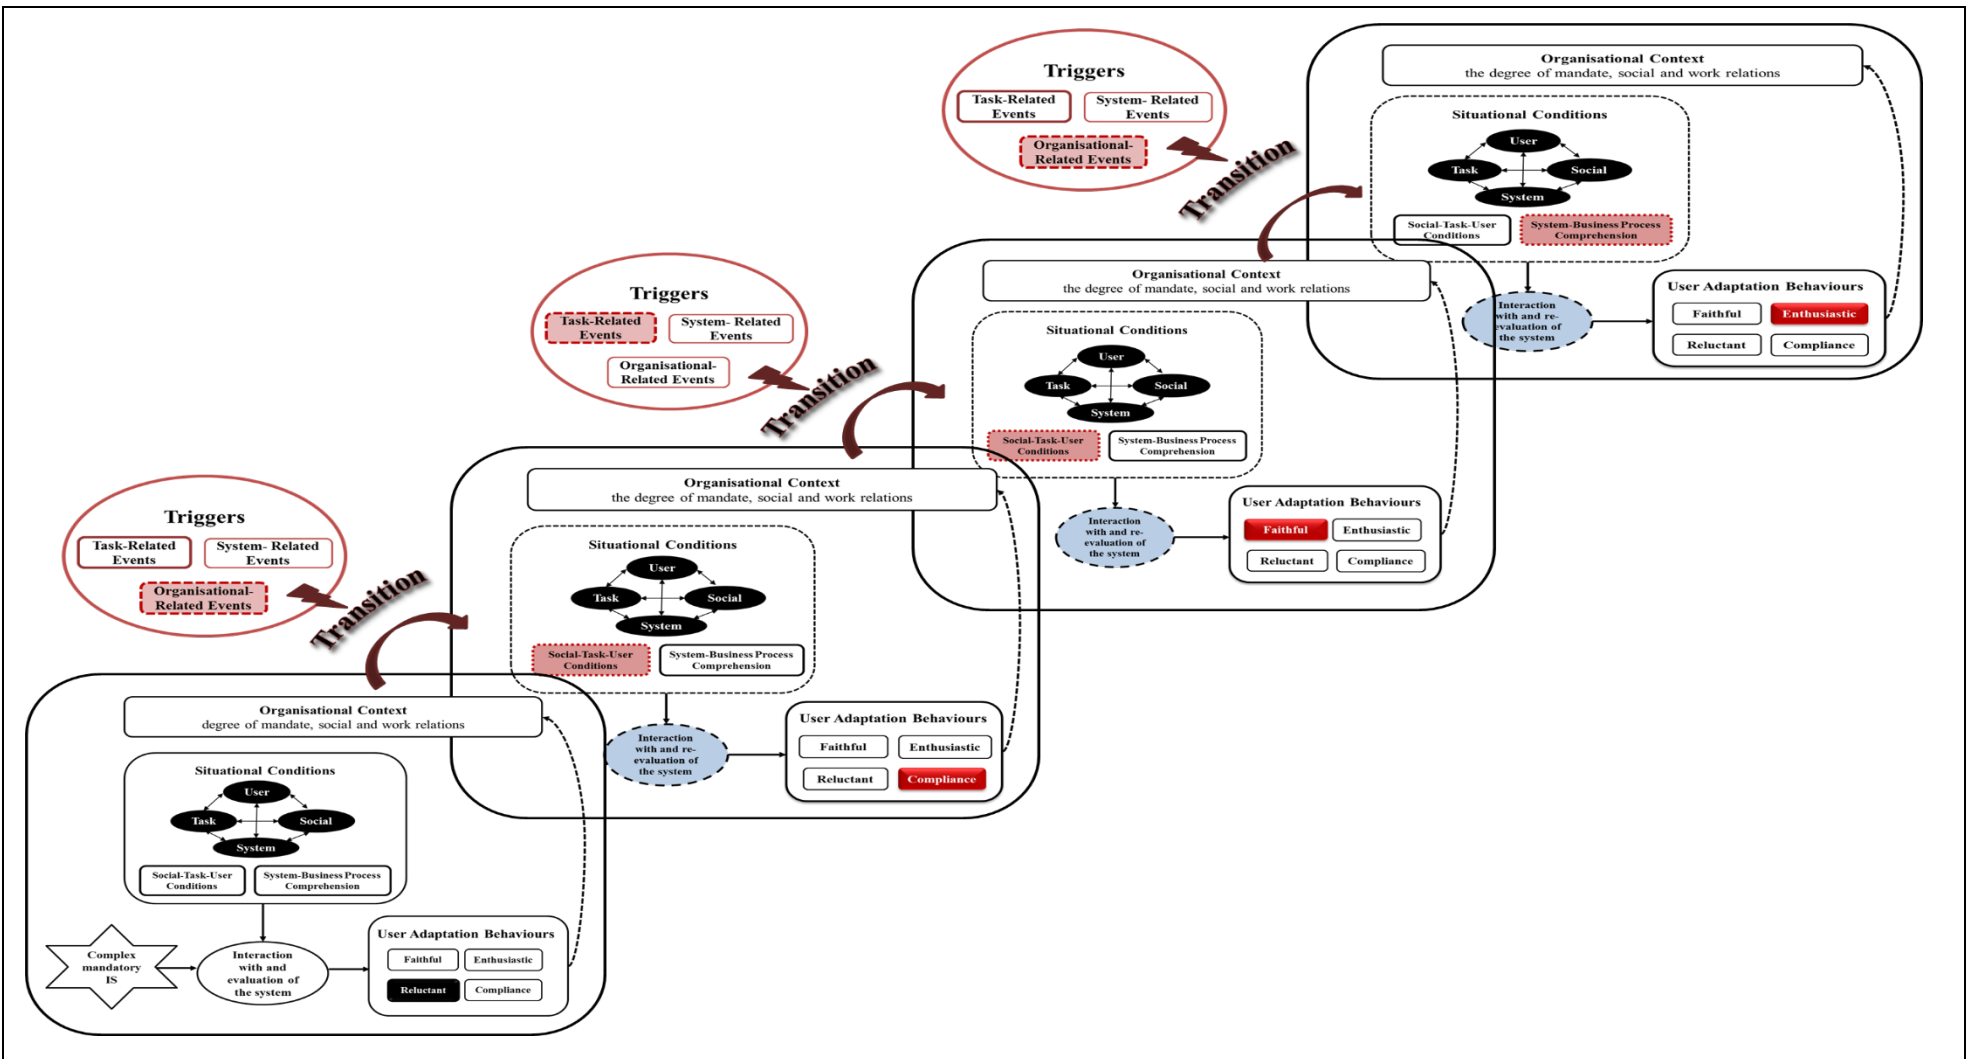 Triggers
Task-Related
Events
System- Related
Events
Organisational-
Related Events
Transition
Organisational Context
the degree of mandate, social and work relations
Situational Conditions
User
Task
Social
System
Social-Task-User
Conditions
System-Business Process
Comprehension
Interaction
with and re-
evaluation of
the system
User Adaptation Behaviours
Faithful
Enthusiastic
Reluctant
Compliance
Triggers
Task-Related
Events
System- Related
Events
Organisational-
Related Events
Transition
Organisational Context
the degree of mandate, social and work relations
Situational Conditions
User
Task
Social
System
Social-Task-User
Conditions
System-Business Process
Comprehension
Interaction
with and re-
evaluation of
the system
User Adaptation Behaviours
Faithful
Enthusiastic
Reluctant
Compliance
Triggers
Task-Related
Events
System- Related
Events
Organisational-
Related Events
Transition
Organisational Context
the degree of mandate, social and work relations
Situational Conditions
User
Task
Social
System
Social-Task-User
Conditions
System-Business Process
Comprehension
Interaction
with and re-
evaluation of
the system
User Adaptation Behaviours
Faithful
Enthusiastic
Reluctant
Compliance
Organisational Context
degree of mandate, social and work relations
Situational Conditions
User
Task
Social
System
Social-Task-User
Conditions
System-Business Process
Comprehension
Complex
mandatory
IS
Interaction
with and
evaluation of
the system
User Adaptation Behaviours
Faithful
Enthusiastic
Reluctant
Compliance